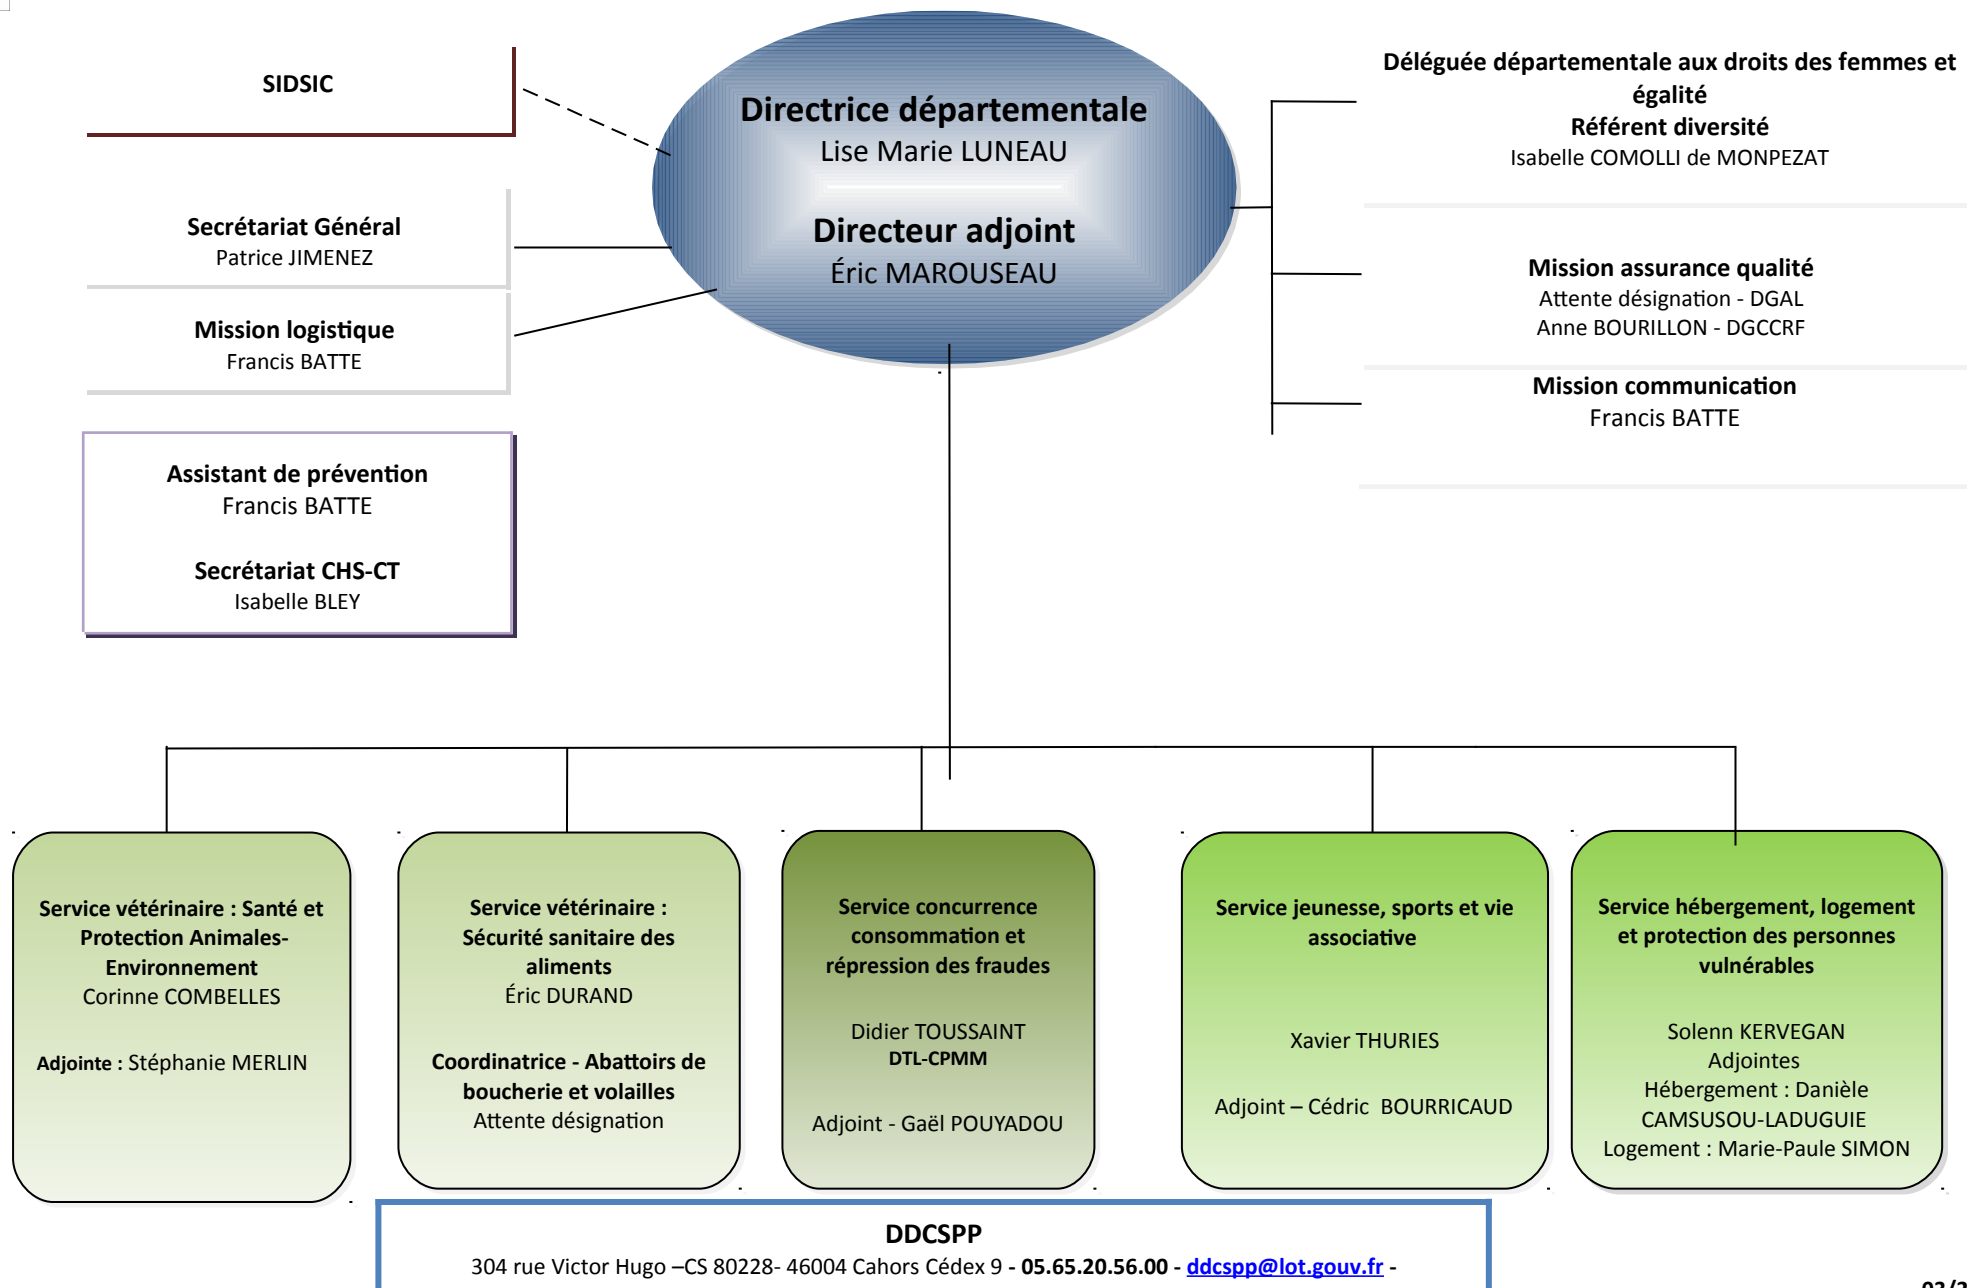 SIDSIC
Secrétariat Général
Patrice JIMENEZ
Mission logistique
Francis BATTE
Assistant de prévention
Francis BATTE
Secrétariat CHS-CT
Isabelle BLEY
Directrice départementale
Lise Marie LUNEAU
Directeur adjoint
Éric MAROUSEAU
Déléguée départementale aux droits des femmes et
égalité
Référent diversité
Isabelle COMOLLI de MONPEZAT
Mission assurance qualité
Attente désignation - DGAL
Anne BOURILLON - DGCCRF
Mission communication
Francis BATTE
Service vétérinaire : Santé et
Protection Animales-
Environnement
Corinne COMBELLES
Adjointe : Stéphanie MERLIN
Service vétérinaire :
Sécurité sanitaire des
aliments
Éric DURAND
Coordinatrice - Abattoirs de
boucherie et volailles
Attente désignation
Service concurrence
consommation et
répression des fraudes
Didier TOUSSAINT
DTL-CPMM
Adjoint - Gaël POUYADOU
Service jeunesse, sports et vie
associative
Xavier THURIES
Adjoint – Cédric BOURRICAUD
Service hébergement, logement
et protection des personnes
vulnérables
Solenn KERVEGAN
Adjointes
Hébergement : Danièle
CAMSUSOU-LADUGUIE
Logement : Marie-Paule SIMON
DDCSPP
304 rue Victor Hugo –CS 80228- 46004 Cahors Cédex 9 - 05.65.20.56.00 - ddcspp@lot.gouv.fr -